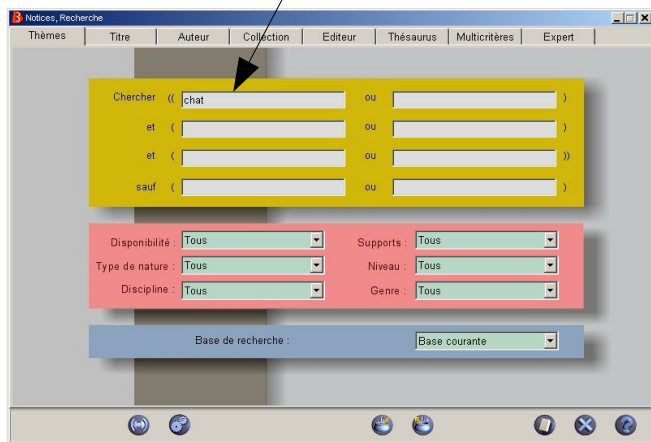 Notices, Recherche
Thèmes Titre Auteur Collection Editeur Thésaurus Multicritères Expert
Chercher (( chat ou )
et ( ou )
et ( ou ))
sauf ( ou )
Disponibilité : Tous Supports : Tous
Type de nature : Tous Niveau : Tous
Discipline : Tous Genre : Tous
Base de recherche : Base courante